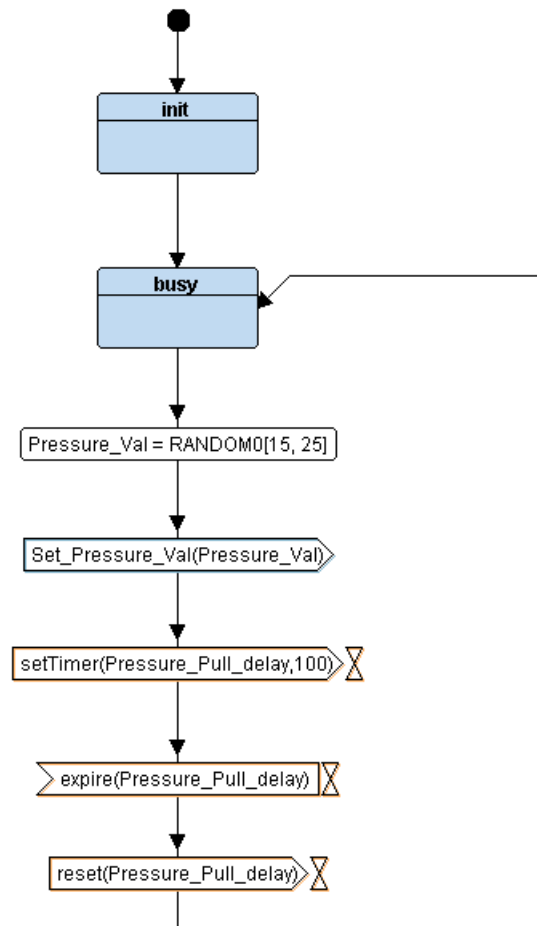 init
busy
Pressure_Val = RANDOM0[15, 25]
Set_Pressure_Val(Pressure_Val)
setTimer(Pressure_Pull_delay,100)
expire(Pressure_Pull_delay)
reset(Pressure_Pull_delay)